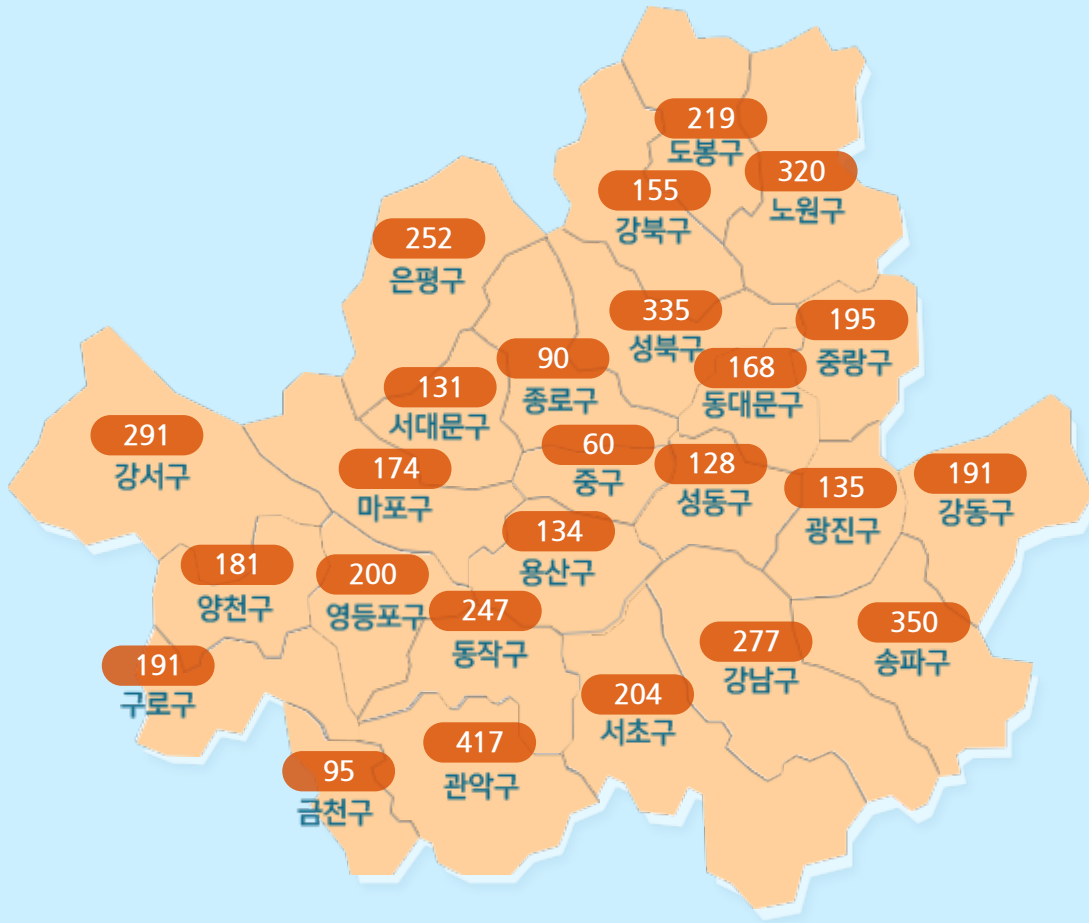 219
도봉구
320
노원구
155
강북구
252
은평구
335
성북구
195
중랑구
90
종로구
168
동대문구
131
서대문구
291
강서구
60
중구
174
마포구
128
성동구
135
광진구
191
강동구
134
용산구
181
양천구
200
영등포구
247
동작구
350
송파구
277
강남구
191
구로구
204
서초구
417
관악구
95
금천구